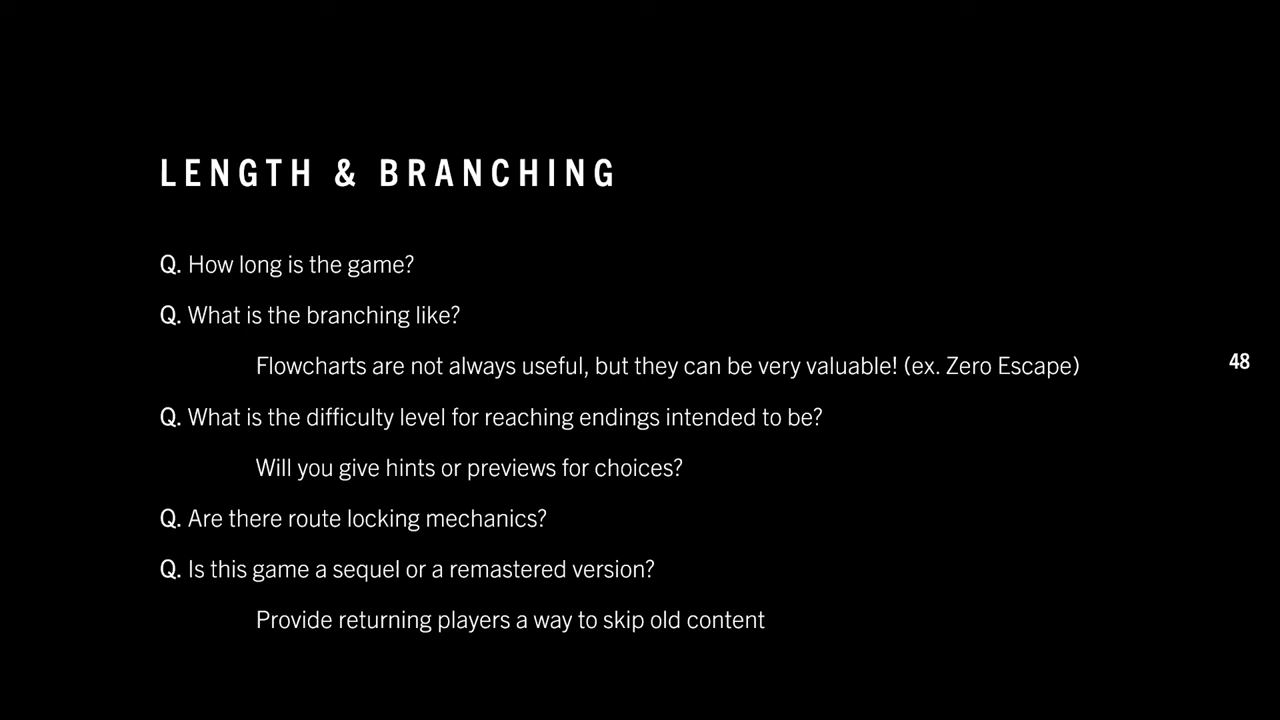 LENGTH & BRANCHING
Q. How long is the game?
Q. What is the branching like?
Flowcharts are not always useful, but they can be very valuable! (ex. Zero Escape)
48
Q. What is the difficulty level for reaching endings intended to be?
Will you give hints or previews for choices?
Q. Are there route locking mechanics?
Q. Is this game a sequel or a remastered version?
Provide returning players a way to skip old content